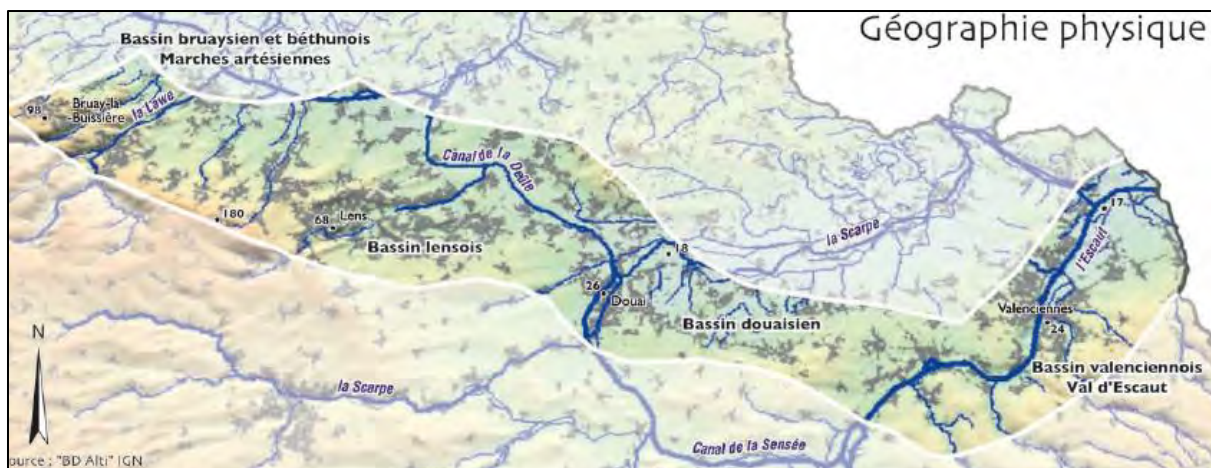 Géographie physique
Bassin bruaysien et béthunois
Marches artésiennes
98
Bruay-la
-Buissière
la Lawe
Canal de la Deûle
180
68
Lens
Bassin lensois
la Scarpe
17
l'Escaut
18
26
Douai
Bassin douaisien
Valenciennes
24
Bassin valenciennois
Val d'Escaut
N
la Scarpe
Canal de la Sensée
ource : "BD Alti" IGN